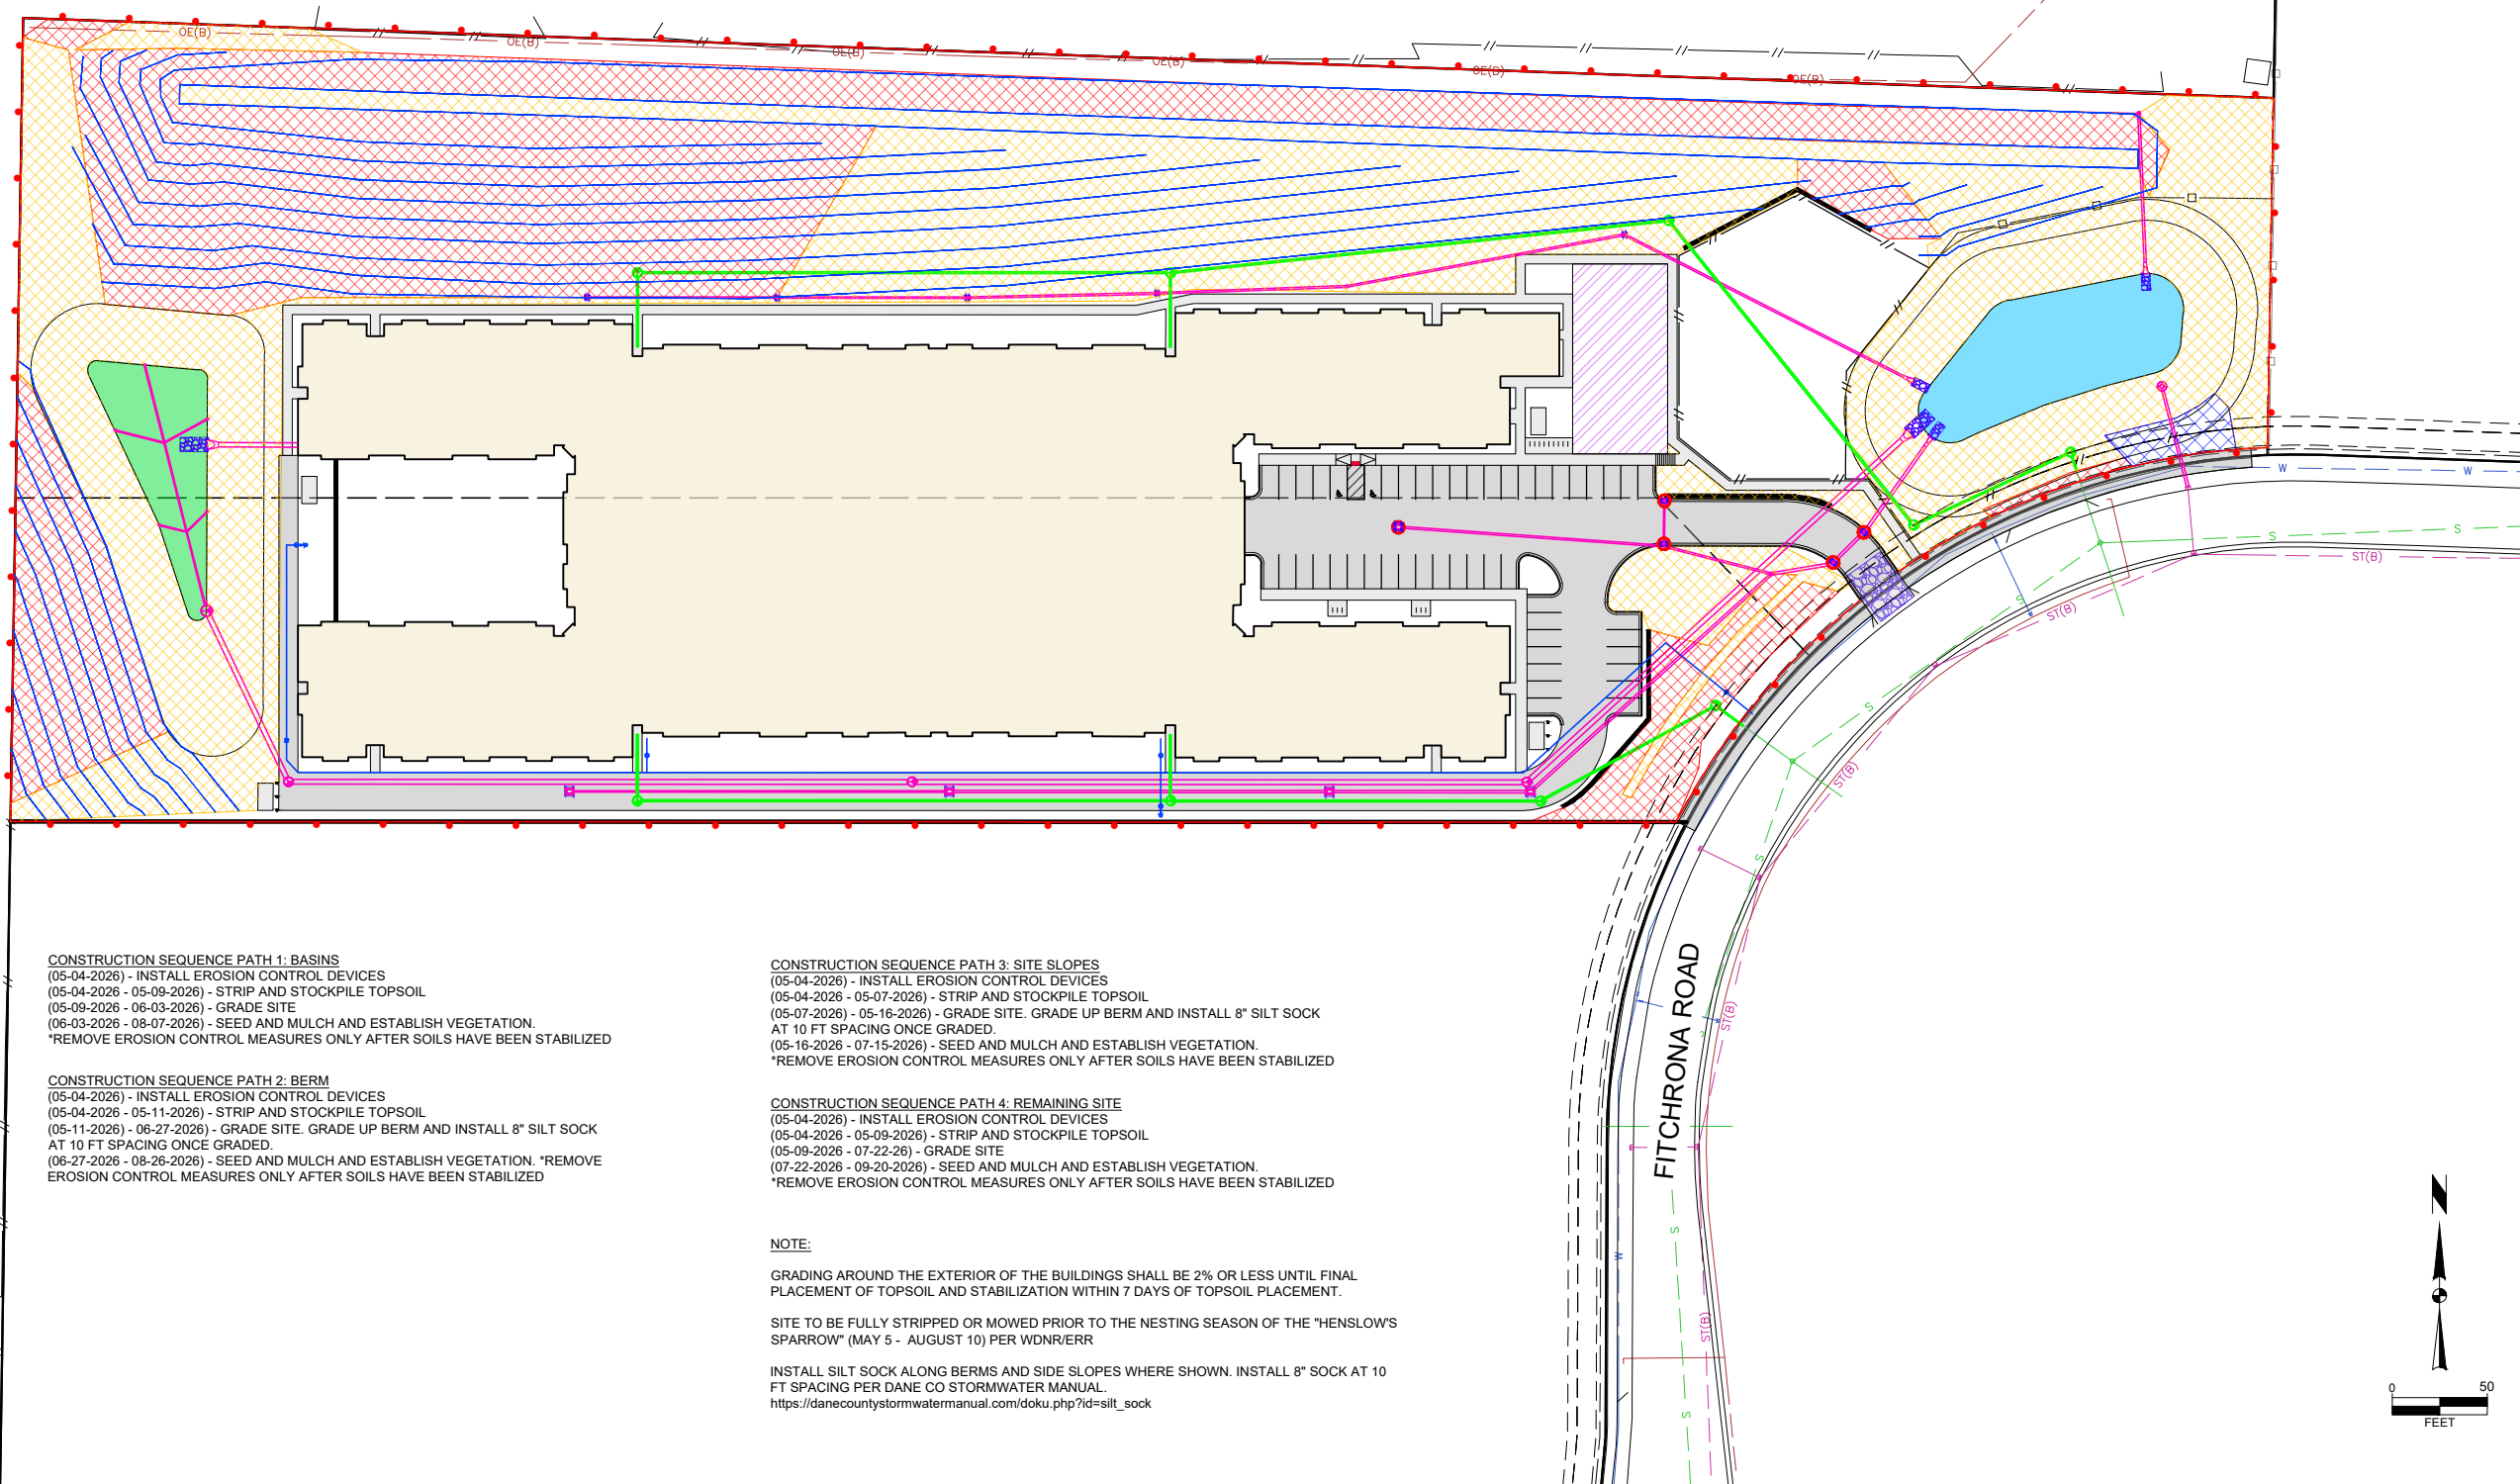 OE(B)
OE(B)
OE(B)
OE(B)
OE(B)
OE(B)
W
W
S
S
ST(B)
S
ST(B)
S
ST(B)
S
ST(B)
FITCHRONA ROAD
S
W
ST(B)
S
CONSTRUCTION SEQUENCE PATH 1: BASINS
(05-04-2026) - INSTALL EROSION CONTROL DEVICES
(05-04-2026 - 05-09-2026) - STRIP AND STOCKPILE TOPSOIL
(05-09-2026 - 06-03-2026) - GRADE SITE
(06-03-2026 - 08-07-2026) - SEED AND MULCH AND ESTABLISH VEGETATION.
*REMOVE EROSION CONTROL MEASURES ONLY AFTER SOILS HAVE BEEN STABILIZED
CONSTRUCTION SEQUENCE PATH 2: BERM
(05-04-2026) - INSTALL EROSION CONTROL DEVICES
(05-04-2026 - 05-11-2026) - STRIP AND STOCKPILE TOPSOIL
(05-11-2026) - 06-27-2026) - GRADE SITE. GRADE UP BERM AND INSTALL 8" SILT SOCK
AT 10 FT SPACING ONCE GRADED.
(06-27-2026 - 08-26-2026) - SEED AND MULCH AND ESTABLISH VEGETATION. *REMOVE
EROSION CONTROL MEASURES ONLY AFTER SOILS HAVE BEEN STABILIZED
CONSTRUCTION SEQUENCE PATH 3: SITE SLOPES
(05-04-2026) - INSTALL EROSION CONTROL DEVICES
(05-04-2026 - 05-07-2026) - STRIP AND STOCKPILE TOPSOIL
(05-07-2026) - 05-16-2026) - GRADE SITE. GRADE UP BERM AND INSTALL 8" SILT SOCK
AT 10 FT SPACING ONCE GRADED.
(05-16-2026 - 07-15-2026) - SEED AND MULCH AND ESTABLISH VEGETATION.
*REMOVE EROSION CONTROL MEASURES ONLY AFTER SOILS HAVE BEEN STABILIZED
CONSTRUCTION SEQUENCE PATH 4: REMAINING SITE
(05-04-2026) - INSTALL EROSION CONTROL DEVICES
(05-04-2026 - 05-09-2026) - STRIP AND STOCKPILE TOPSOIL
(05-09-2026 - 07-22-26) - GRADE SITE
(07-22-2026 - 09-20-2026) - SEED AND MULCH AND ESTABLISH VEGETATION.
*REMOVE EROSION CONTROL MEASURES ONLY AFTER SOILS HAVE BEEN STABILIZED
NOTE:
GRADING AROUND THE EXTERIOR OF THE BUILDINGS SHALL BE 2% OR LESS UNTIL FINAL
PLACEMENT OF TOPSOIL AND STABILIZATION WITHIN 7 DAYS OF TOPSOIL PLACEMENT.
SITE TO BE FULLY STRIPPED OR MOWED PRIOR TO THE NESTING SEASON OF THE "HENSLOW'S
SPARROW" (MAY 5 - AUGUST 10) PER WDNR/ERR
INSTALL SILT SOCK ALONG BERMS AND SIDE SLOPES WHERE SHOWN. INSTALL 8" SOCK AT 10
FT SPACING PER DANE CO STORMWATER MANUAL.
https://danecountystormwatermanual.com/doku.php?id=silt_sock
N
0 50
FEET